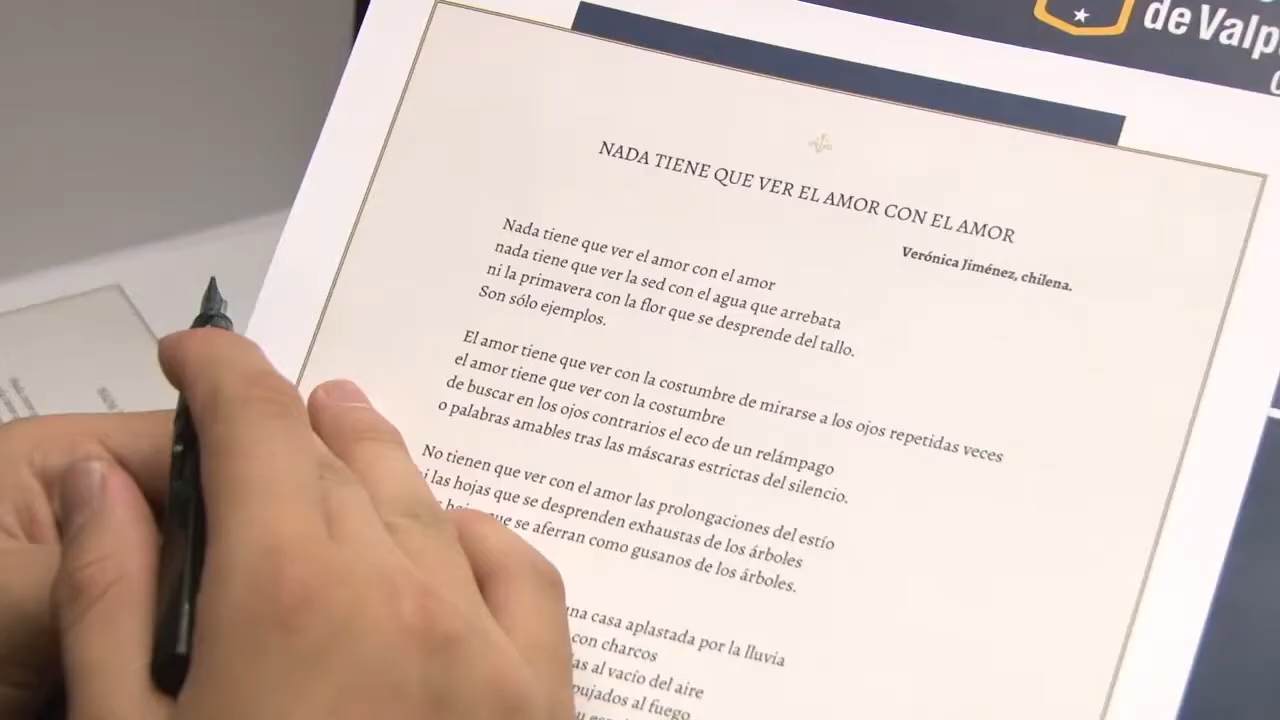 de Valp
NADA TIENE QUE VER EL AMOR CON EL AMOR
Verónica Jiménez, chilena.
Nada tiene que ver el amor con el amor
nada tiene que ver la sed con el agua que arrebata
ni la primavera con la flor que se desprende del tallo.
Son sólo ejemplos.
El amor tiene que ver con la costumbre de mirarse a los ojos repetidas veces
el amor tiene que ver con la costumbre
de buscar en los ojos contrarios el eco de un relámpago
o palabras amables tras las máscaras estrictas del silencio.
No tienen que ver con el amor las prolongaciones del estío
ni las hojas que se desprenden exhaustas de los árboles
que se aferran como gusanos de los árboles.
una casa aplastada por la lluvia
con charcos
al vacío del aire
al fuego